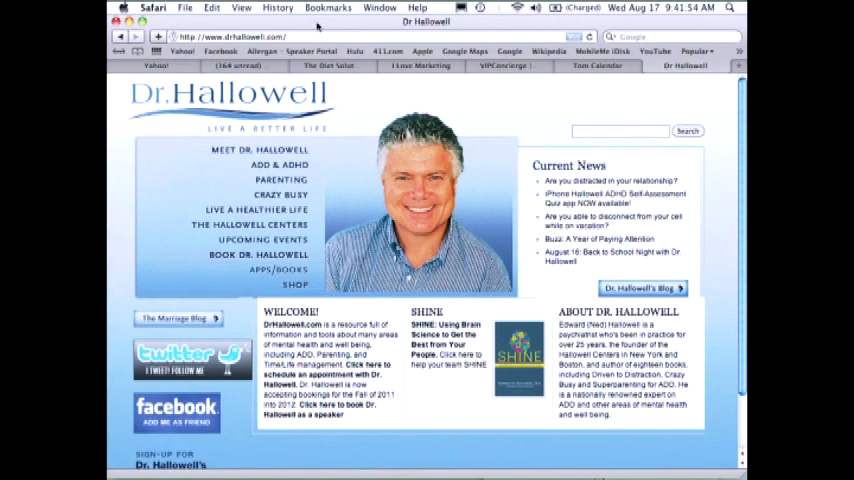 Safari File Edit View History Bookmarks Window Help (Charged) Wed Aug 17 9:41:54 AM
Dr Hallowell
http://www.drhallowell.com/ Google
Yahoo! Facebook Allergan - Speaker Portal Hulu 411.com Apple Google Maps Google Wikipedia MobileMe iDisk YouTube Popular
Yahoo! (164 unread) The Diet Solut... I Love Marketing VIPConcierge |... Tom Calendar Dr Hallowell
Dr.Hallowell
LIVE A BETTER LIFE
Search
MEET DR. HALLOWELL
ADD & ADHD
PARENTING
CRAZY BUSY
LIVE A HEALTHIER LIFE
THE HALLOWELL CENTERS
UPCOMING EVENTS
BOOK DR. HALLOWELL
APPS/BOOKS
SHOP
Current News
Are you distracted in your relationship?
iPhone Hallowell ADHD Self-Assessment
Quiz app NOW available!
Are you able to disconnect from your cell
while on vacation?
Buzz: A Year of Paying Attention
August 16: Back to School Night with Dr.
Hallowell
Dr. Hallowell's Blog
The Marriage Blog
twitter
I TWEET! FOLLOW ME
facebook
ADD ME AS FRIEND
SIGN-UP FOR
Dr. Hallowell's
WELCOME!
DrHallowell.com is a resource full of
information and tools about many areas
of mental health and well being,
including ADD, Parenting, and
Time/Life management. Click here to
schedule an appointment with Dr.
Hallowell. Dr. Hallowell is now
accepting bookings for the Fall of 2011
into 2012. Click here to book Dr.
Hallowell as a speaker
SHINE
SHINE: Using Brain
Science to Get the
Best from Your
People. Click here to
help your team SHINE
SHINE
ABOUT DR. HALLOWELL
Edward (Ned) Hallowell is a
psychiatrist who's been in practice for
over 25 years, the founder of the
Hallowell Centers in New York and
Boston, and author of eighteen books,
including Driven to Distraction, Crazy
Busy and Superparenting for ADD. He
is a nationally renowned expert on
ADD and other areas of mental health
and well being.